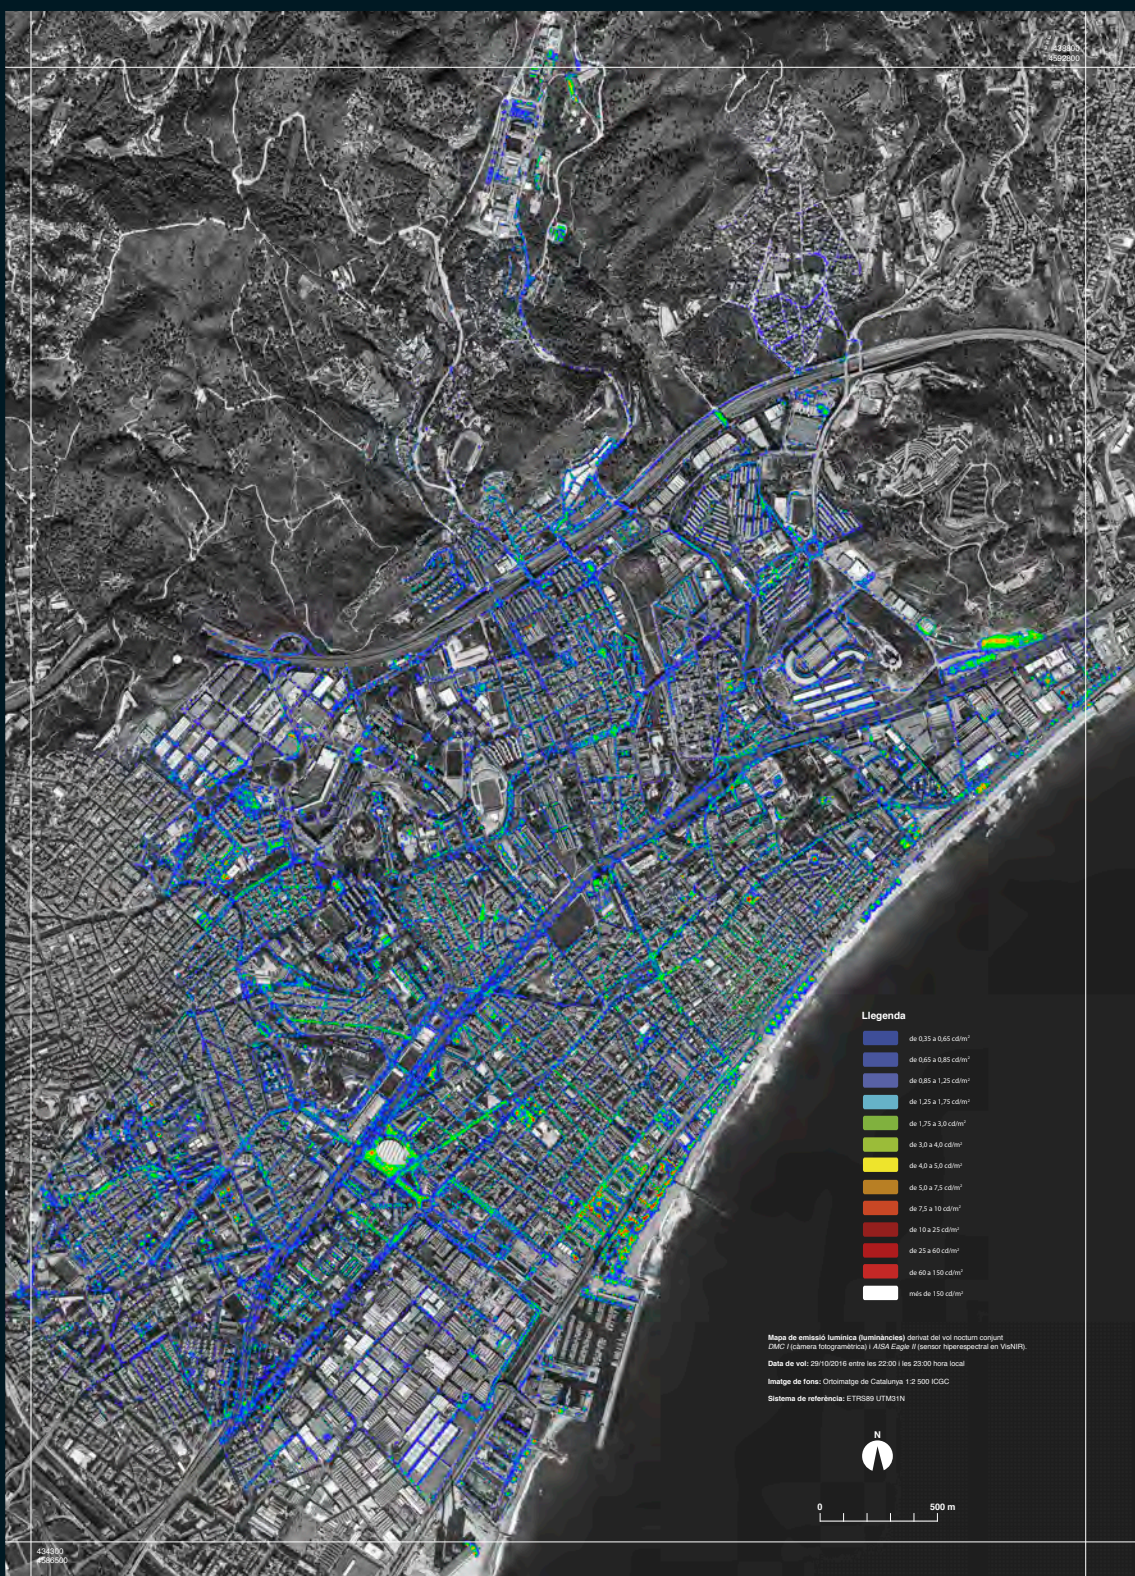 438800
4592800
Llegenda
de 0,35 a 0,65 cd/m²
de 0,65 a 0,85 cd/m²
de 0,85 a 1,25 cd/m²
de 1,25 a 1,75 cd/m²
de 1,75 a 3,0 cd/m²
de 3,0 a 4,0 cd/m²
de 4,0 a 5,0 cd/m²
de 5,0 a 7,5 cd/m²
de 7,5 a 10 cd/m²
de 10 a 25 cd/m²
de 25 a 60 cd/m²
de 60 a 150 cd/m²
més de 150 cd/m²
Mapa de emissió lumínica (luminàncies) derivat del vol nocturn conjunt
DMC I (càmera fotogramètrica) i AISA Eagle II (sensor hiperespectral en VisNIR).
Data de vol: 29/10/2016 entre les 22:00 i les 23:00 hora local
Imatge de fons: Ortoimatge de Catalunya 1:2 500 ICGC
Sistema de referència: ETRS89 UTM31N
N
0 500 m
434300
4586500